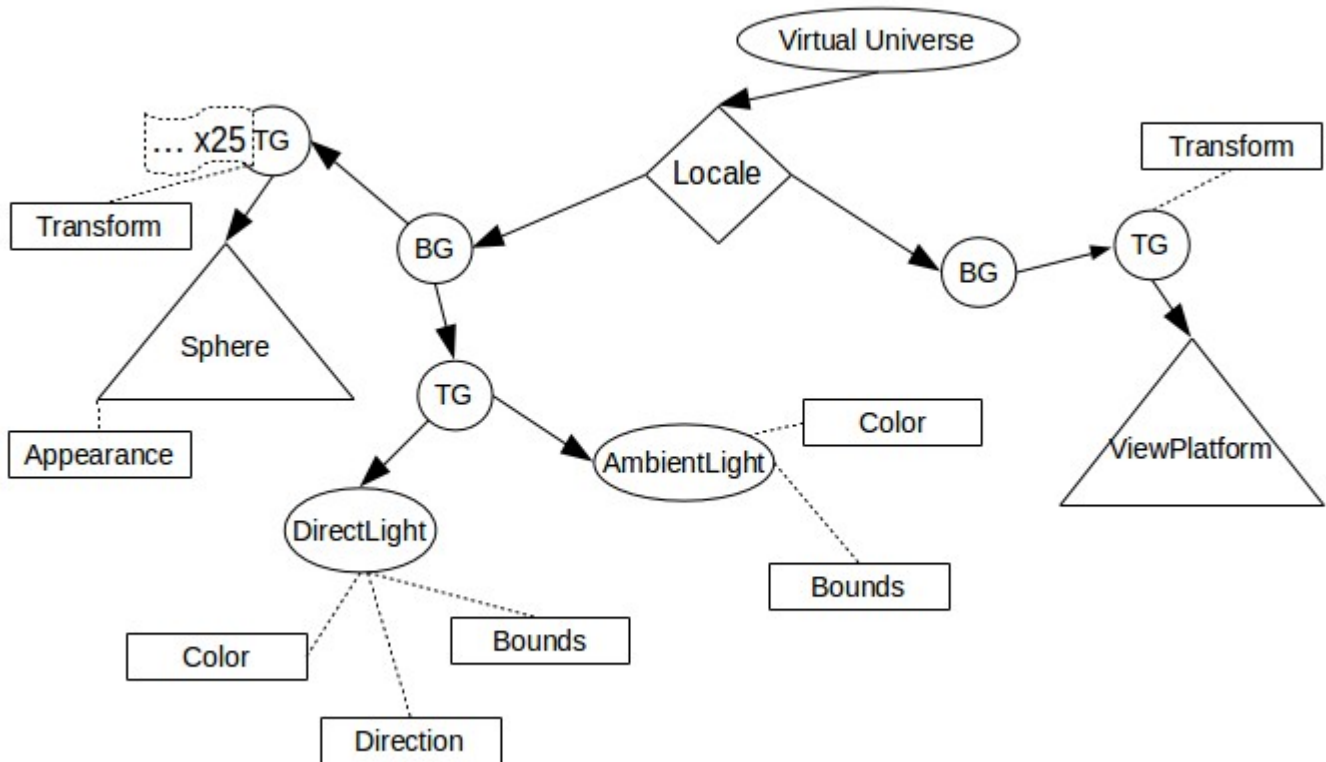 Virtual Universe
... x25
TG
Transform
Locale
Transform
BG
TG
BG
Sphere
TG
Color
ViewPlatform
Appearance
AmbientLight
DirectLight
Bounds
Bounds
Color
Direction